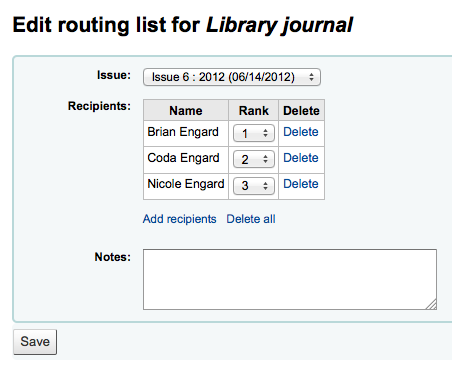 Edit routing list for Library journal
Issue: Issue 6 : 2012 (06/14/2012)
Recipients: Name Rank Delete
Brian Engard 1 Delete
Coda Engard 2 Delete
Nicole Engard 3 Delete
Add recipients Delete all
Notes:
Save